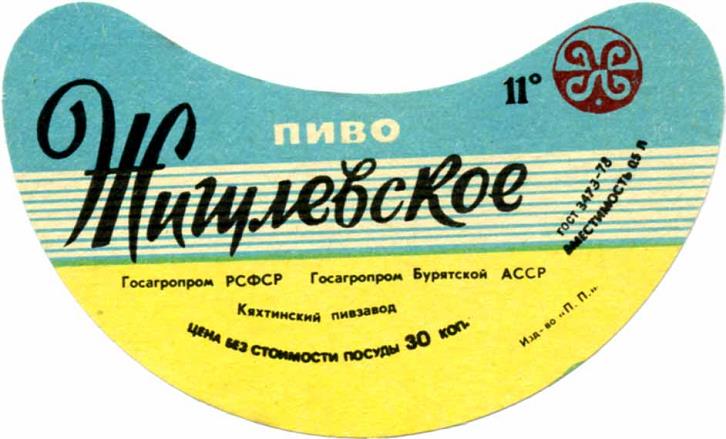 11°
ПИВО
Жигулевское
ГОСТ 3473-78
ВМЕСТИМОСТЬ 0,5 Л
Госагропром РСФСР Госагропром Бурятской АССР
Кяхтинский пивзавод
ЦЕНА БЕЗ СТОИМОСТИ ПОСУДЫ 30 КОП.
Изд-во „П. П."